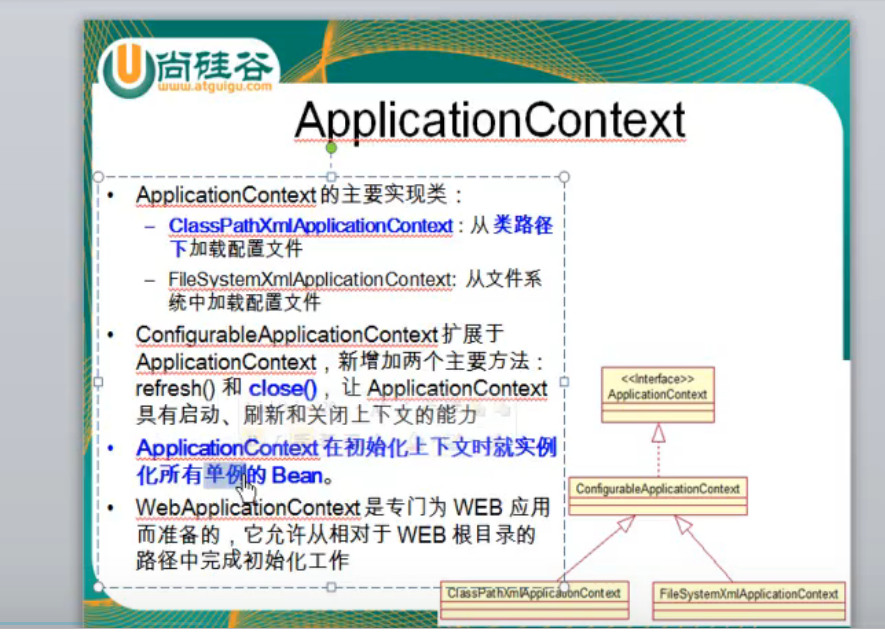 尚硅谷
www.atguigu.com
ApplicationContext
• ApplicationContext 的主要实现类：
– ClassPathXmlApplicationContext：从 类路径
下加载配置文件
– FileSystemXmlApplicationContext: 从文件系
统中加载配置文件
• ConfigurableApplicationContext 扩展于
ApplicationContext，新增加两个主要方法：
refresh() 和 close()， 让 ApplicationContext
具有启动、刷新和关闭上下文的能力
• ApplicationContext 在初始化上下文时就实例
化所有单例的 Bean。
• WebApplicationContext 是专门为 WEB 应用
而准备的，它允许从相对于 WEB 根目录的
路径中完成初始化工作
<<Interface>>
ApplicationContext
ConfigurableApplicationContext
ClassPathXmlApplicationContext
FileSystemXmlApplicationContext